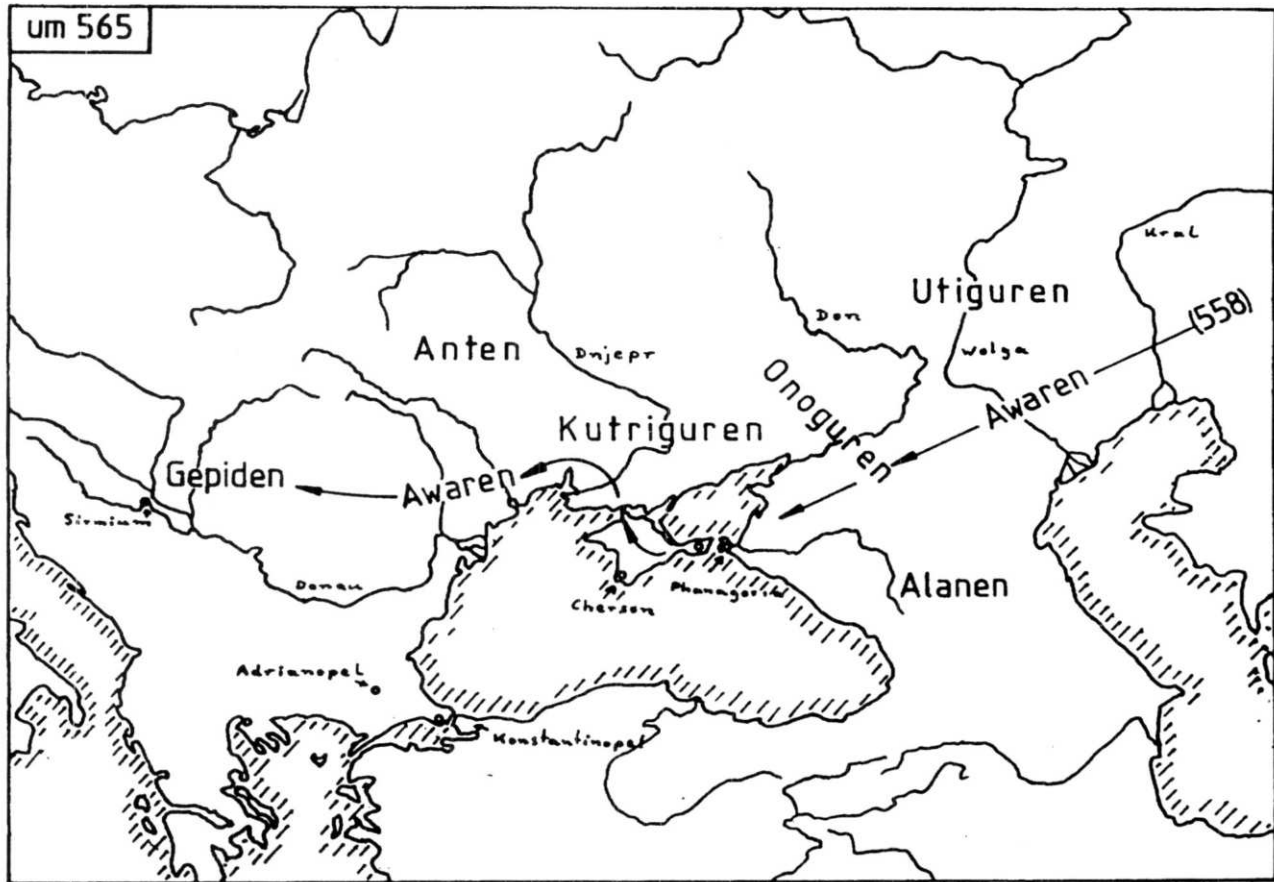 um 565
Kral
Utiguren
(558)
Don
Anten
Dnjepr
Wolga
Onoguren
Awaren
Kutriguren
Gepiden
Awaren
Sirmium
Donau
Alanen
Phanagoria
Cherson
Adrianopel
Konstantinopel